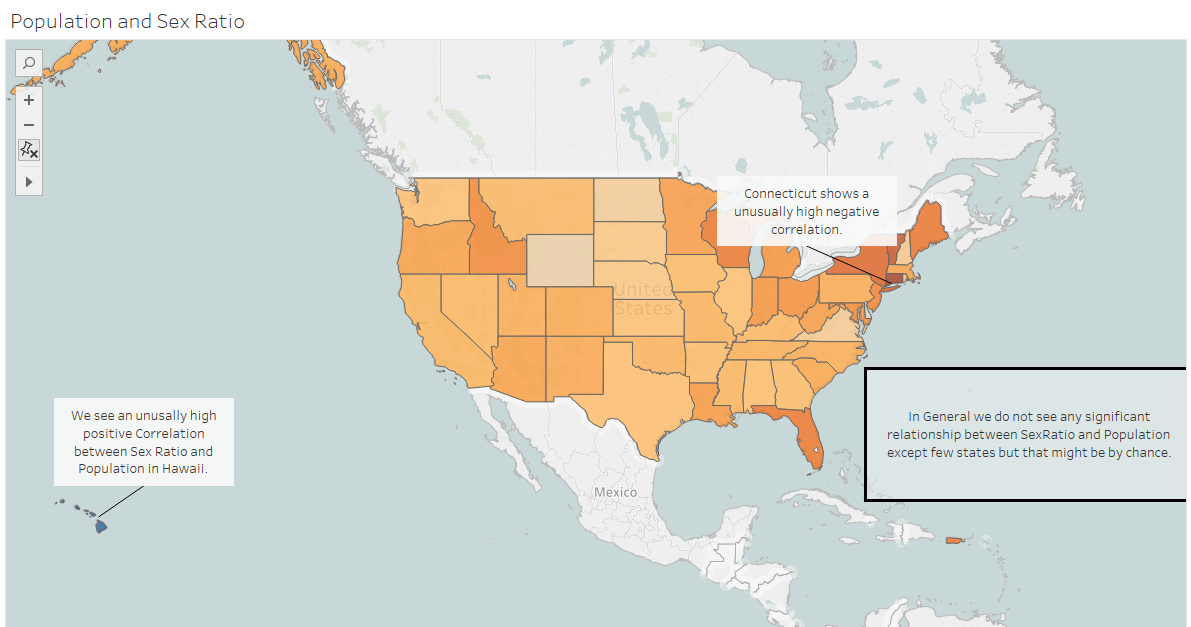 Population and Sex Ratio
Connecticut shows a
unusually high negative
correlation.
United
States
We see an unusally high
positive Correlation
between Sex Ratio and
Population in Hawaii.
In General we do not see any significant
relationship between SexRatio and Population
except few states but that might be by chance.
Mexico